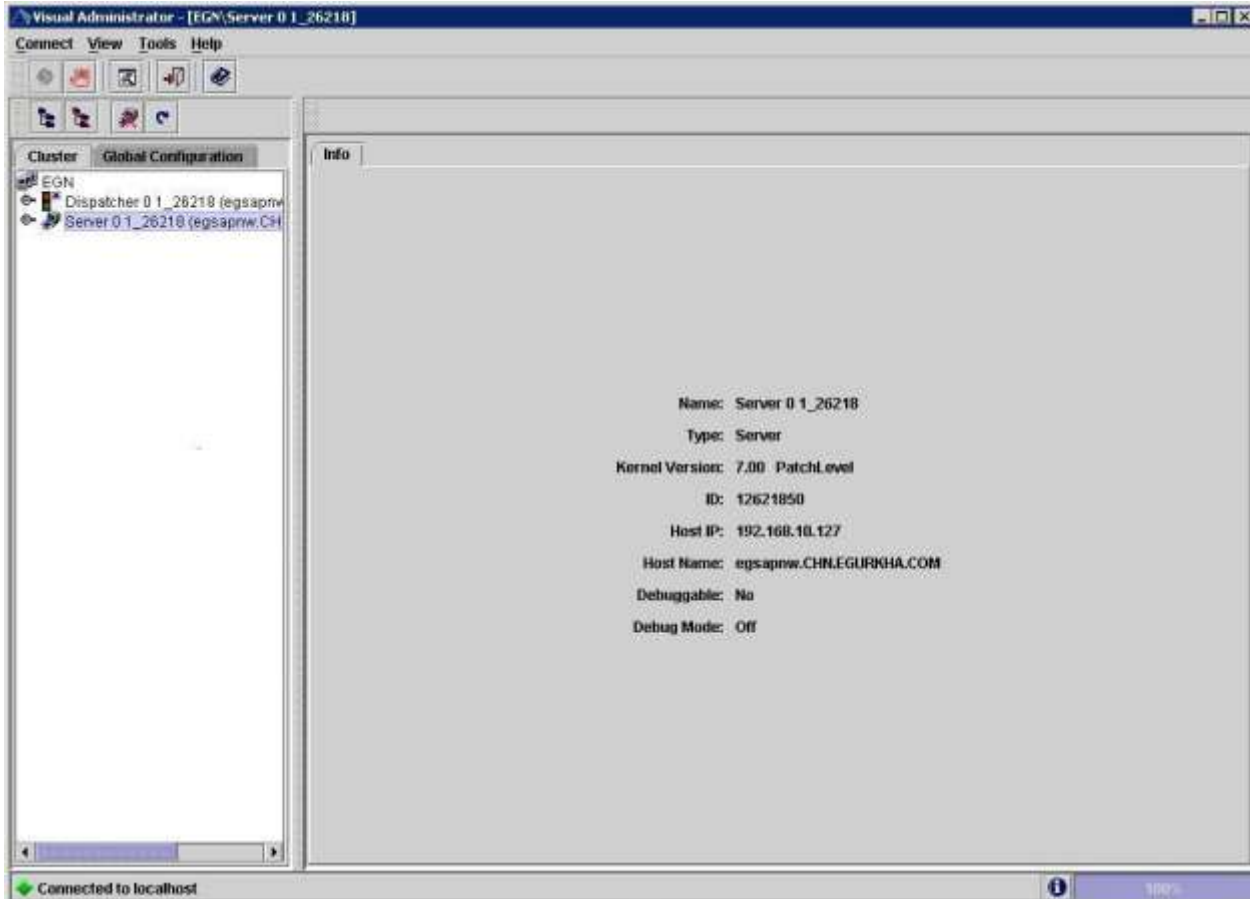 Visual Administrator - [EGN\Server 0 1_26218]
Connect View Tools Help
Cluster Global Configuration
Info
EGN
Dispatcher 0 1_26218 (egsapnw
Server 0 1_26218 (egsapnw.CH
Name: Server 0 1_26218
Type: Server
Kernel Version: 7.00 PatchLevel
ID: 12621850
Host IP: 192.168.10.127
Host Name: egsapnw.CHN.EGURKHA.COM
Debuggable: No
Debug Mode: Off
Connected to localhost
100%